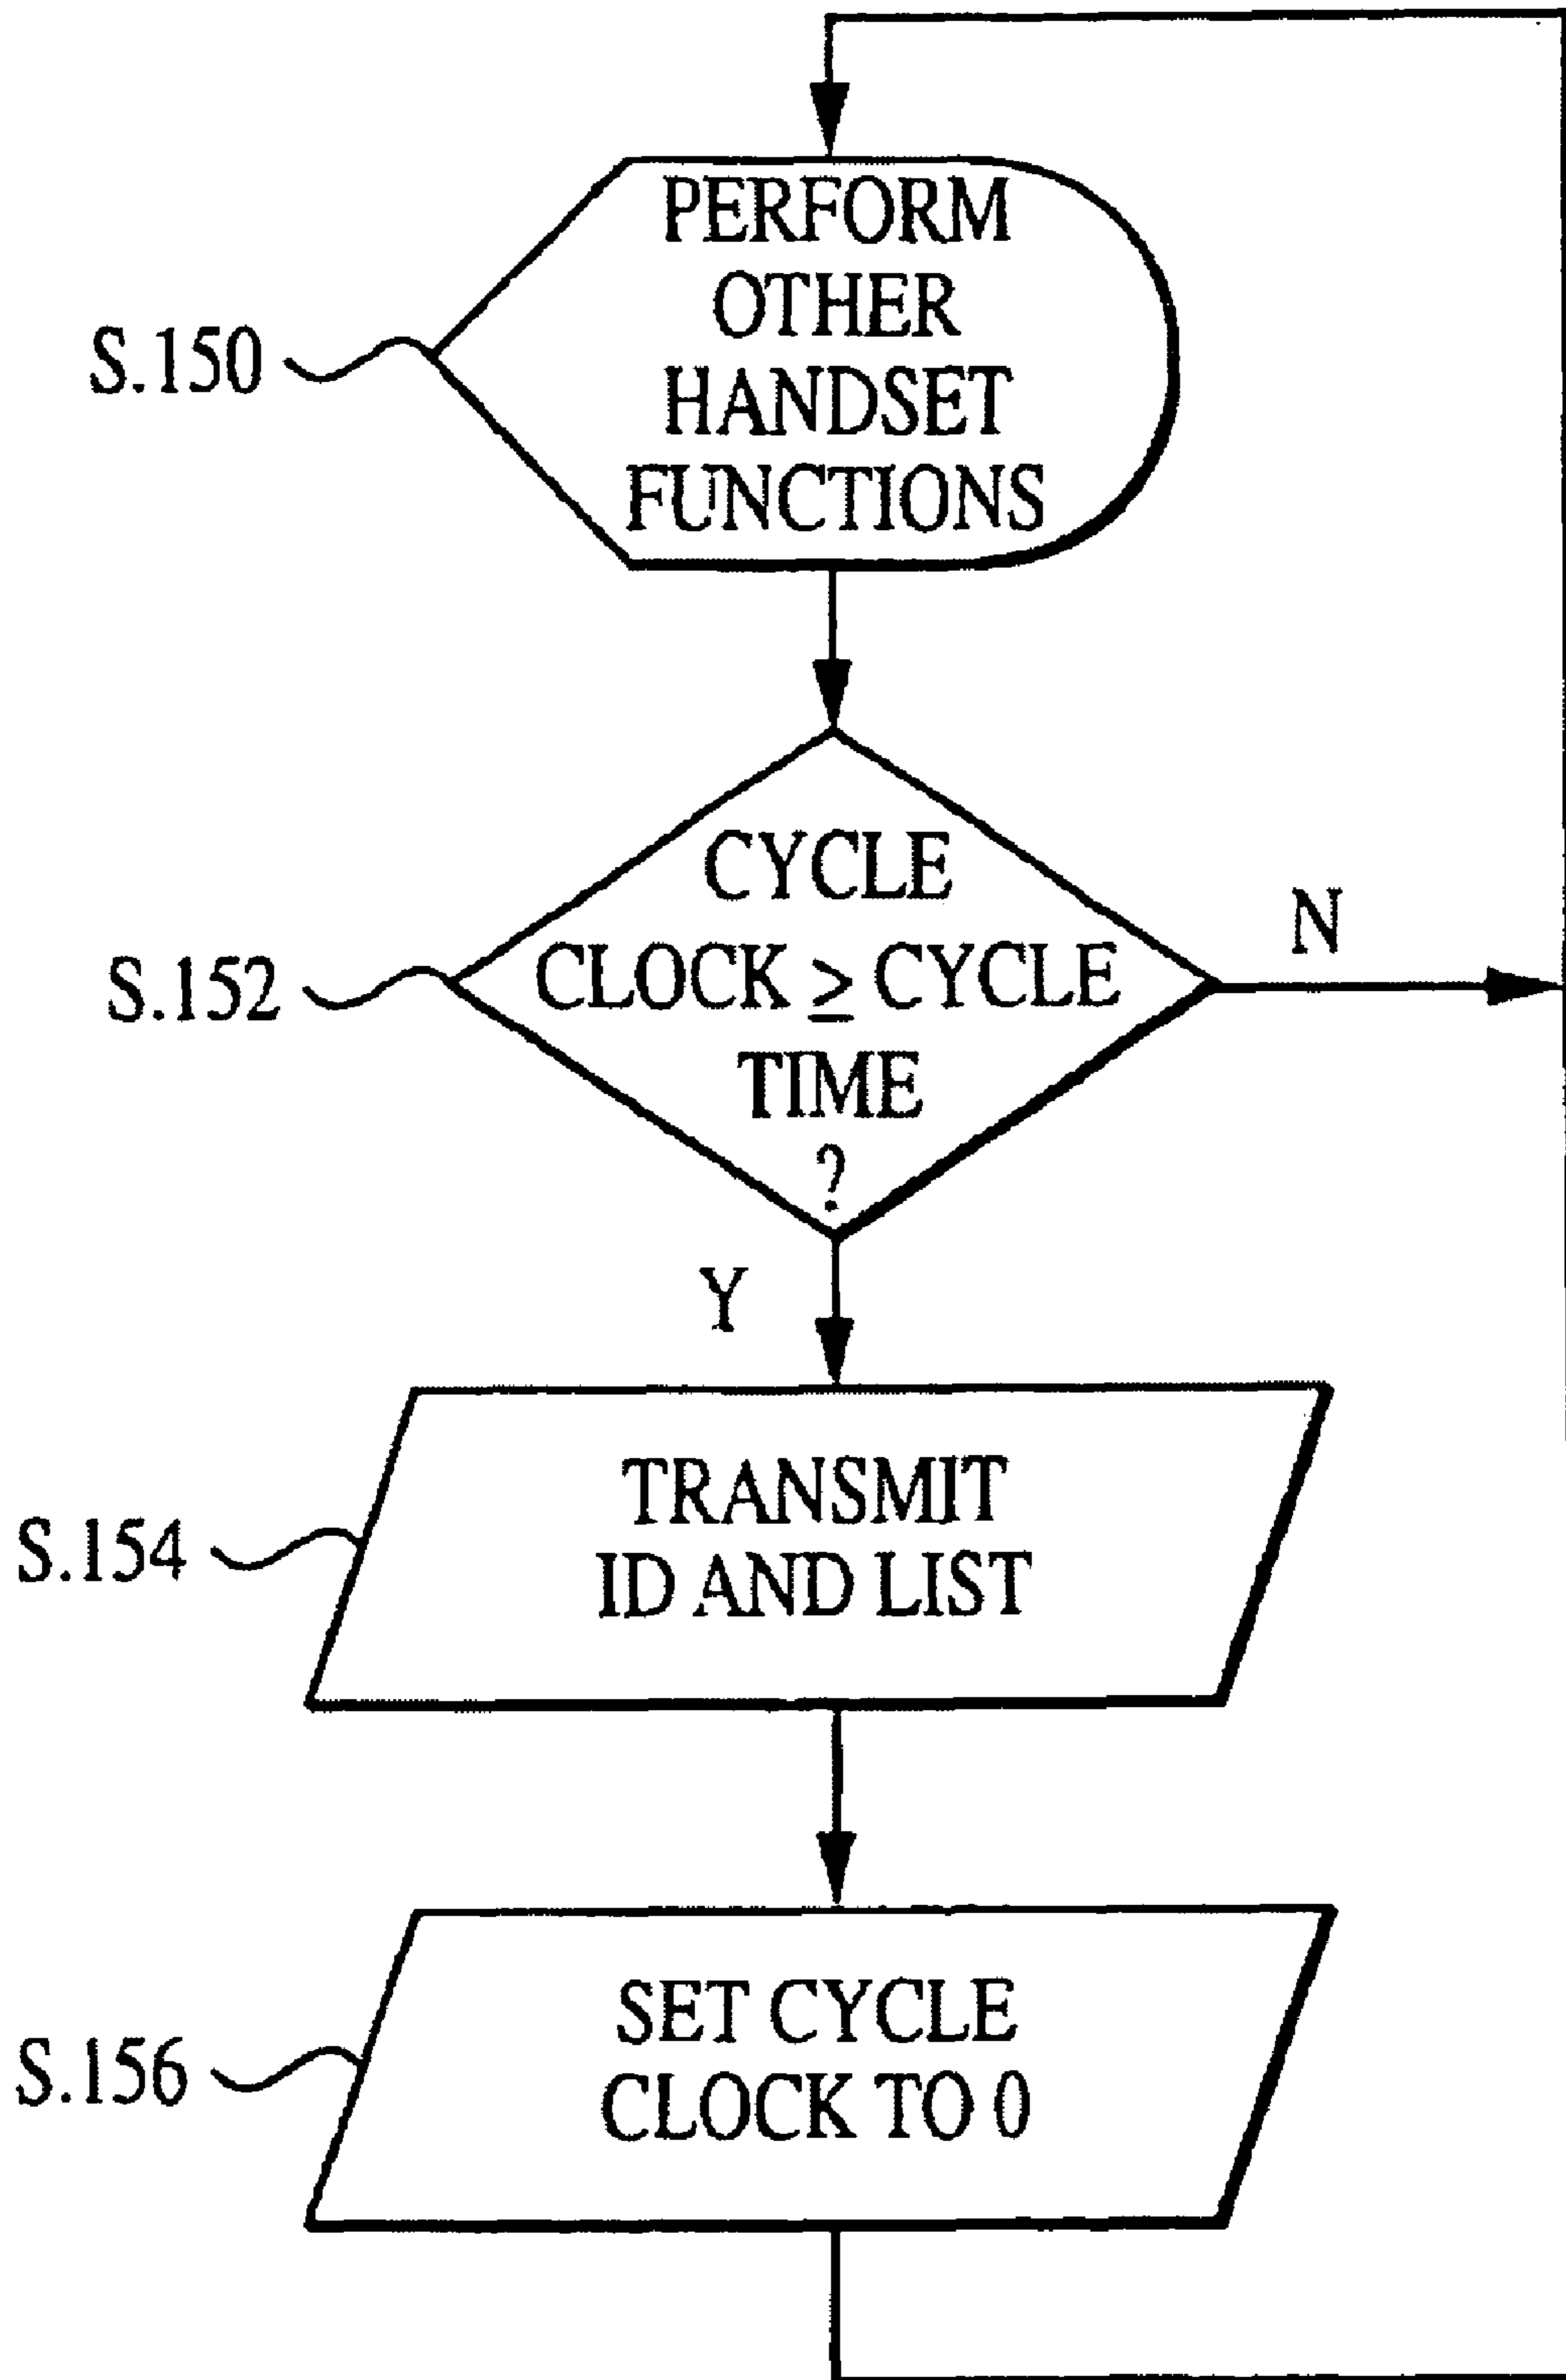 PERFORM
OTHER
HANDSET
FUNCTIONS
S.150
CYCLE
CLOCK ≥ CYCLE
TIME
?
S.152
N
Y
TRANSMIT
ID AND LIST
S.154
SET CYCLE
CLOCK TO 0
S.156